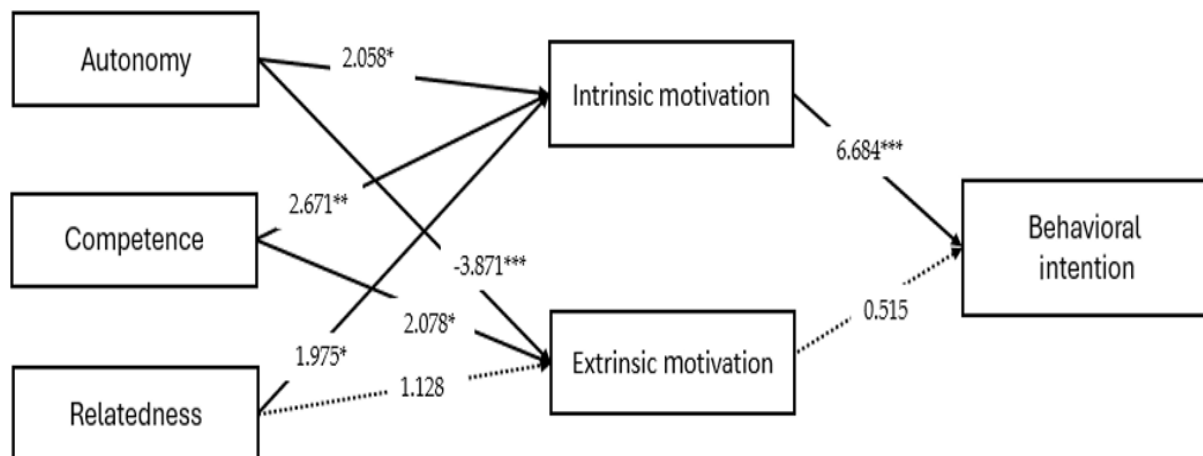 Autonomy
2.058*
Intrinsic motivation
6.684***
Competence
2.671**
Behavioral
intention
-3.871***
2.078*
0.515
1.975*
Extrinsic motivation
1.128
Relatedness